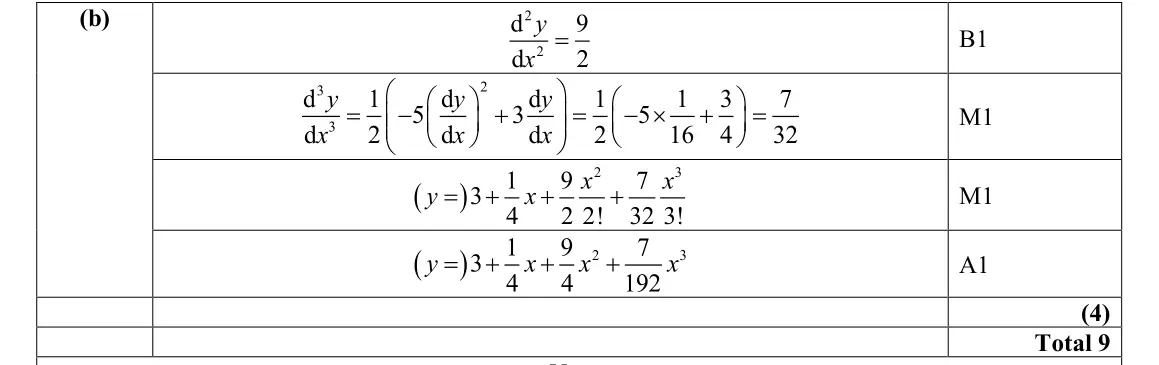 (b) d²y/dx² = 9/2 B1
d³y/dx³ = 1/2 (−5 (dy/dx)² + 3 dy/dx) = 1/2 (−5 × 1/16 + 3/4) = 7/32 M1
(y =) 3 + 1/4 x + 9/2 x²/2! + 7/32 x³/3! M1
(y =) 3 + 1/4 x + 9/4 x² + 7/192 x³ A1
(4)
Total 9